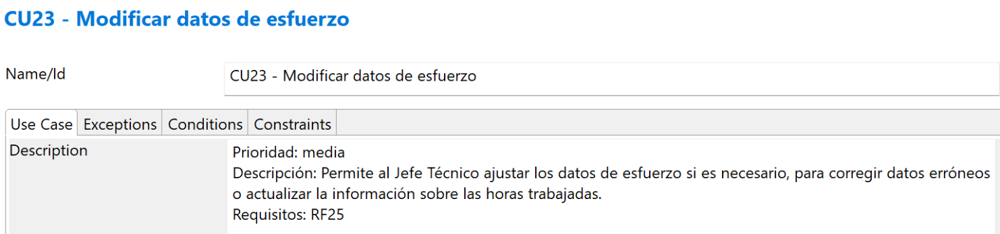 CU23 - Modificar datos de esfuerzo
Name/Id
CU23 - Modificar datos de esfuerzo
Use Case Exceptions Conditions Constraints
Description
Prioridad: media
Descripción: Permite al Jefe Técnico ajustar los datos de esfuerzo si es necesario, para corregir datos erróneos
o actualizar la información sobre las horas trabajadas.
Requisitos: RF25